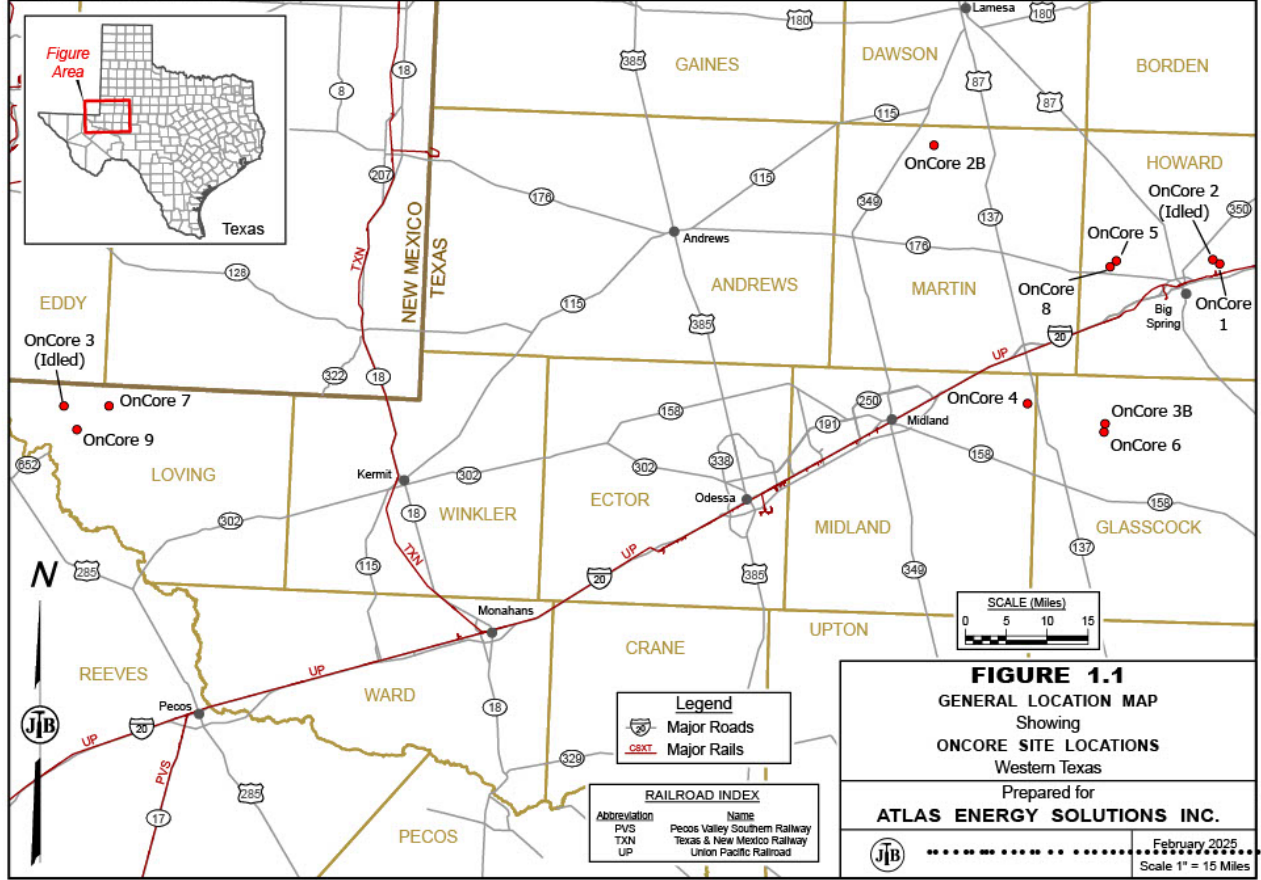 Figure
Area
Texas
NEW MEXICO
TEXAS
GAINES
DAWSON
BORDEN
HOWARD
EDDY
ANDREWS
MARTIN
LOVING
WINKLER
ECTOR
MIDLAND
GLASSCOCK
REEVES
WARD
CRANE
UPTON
PECOS
Lamesa
Andrews
Big
Spring
Midland
Odessa
Kermit
Monahans
Pecos
OnCore 2B
OnCore 2
(Idled)
OnCore 5
OnCore
8
OnCore
1
OnCore 3
(Idled)
OnCore 7
OnCore 9
OnCore 4
OnCore 3B
OnCore 6
180
180
385
87
87
18
8
207
115
115
176
349
137
176
350
128
115
385
20
322
18
158
250
191
302
338
302
158
158
652
302
18
285
115
20
385
349
137
20
18
285
17
329
TXN
TXN
UP
UP
UP
UP
PVS
N
JTB
SCALE (Miles)
0 5 10 15
Legend
20 Major Roads
CSXT Major Rails
RAILROAD INDEX
Abbreviation Name
PVS Pecos Valley Southern Railway
TXN Texas & New Mexico Railway
UP Union Pacific Railroad
FIGURE 1.1
GENERAL LOCATION MAP
Showing
ONCORE SITE LOCATIONS
Western Texas
Prepared for
ATLAS ENERGY SOLUTIONS INC.
JTB
February 2025
Scale 1" = 15 Miles